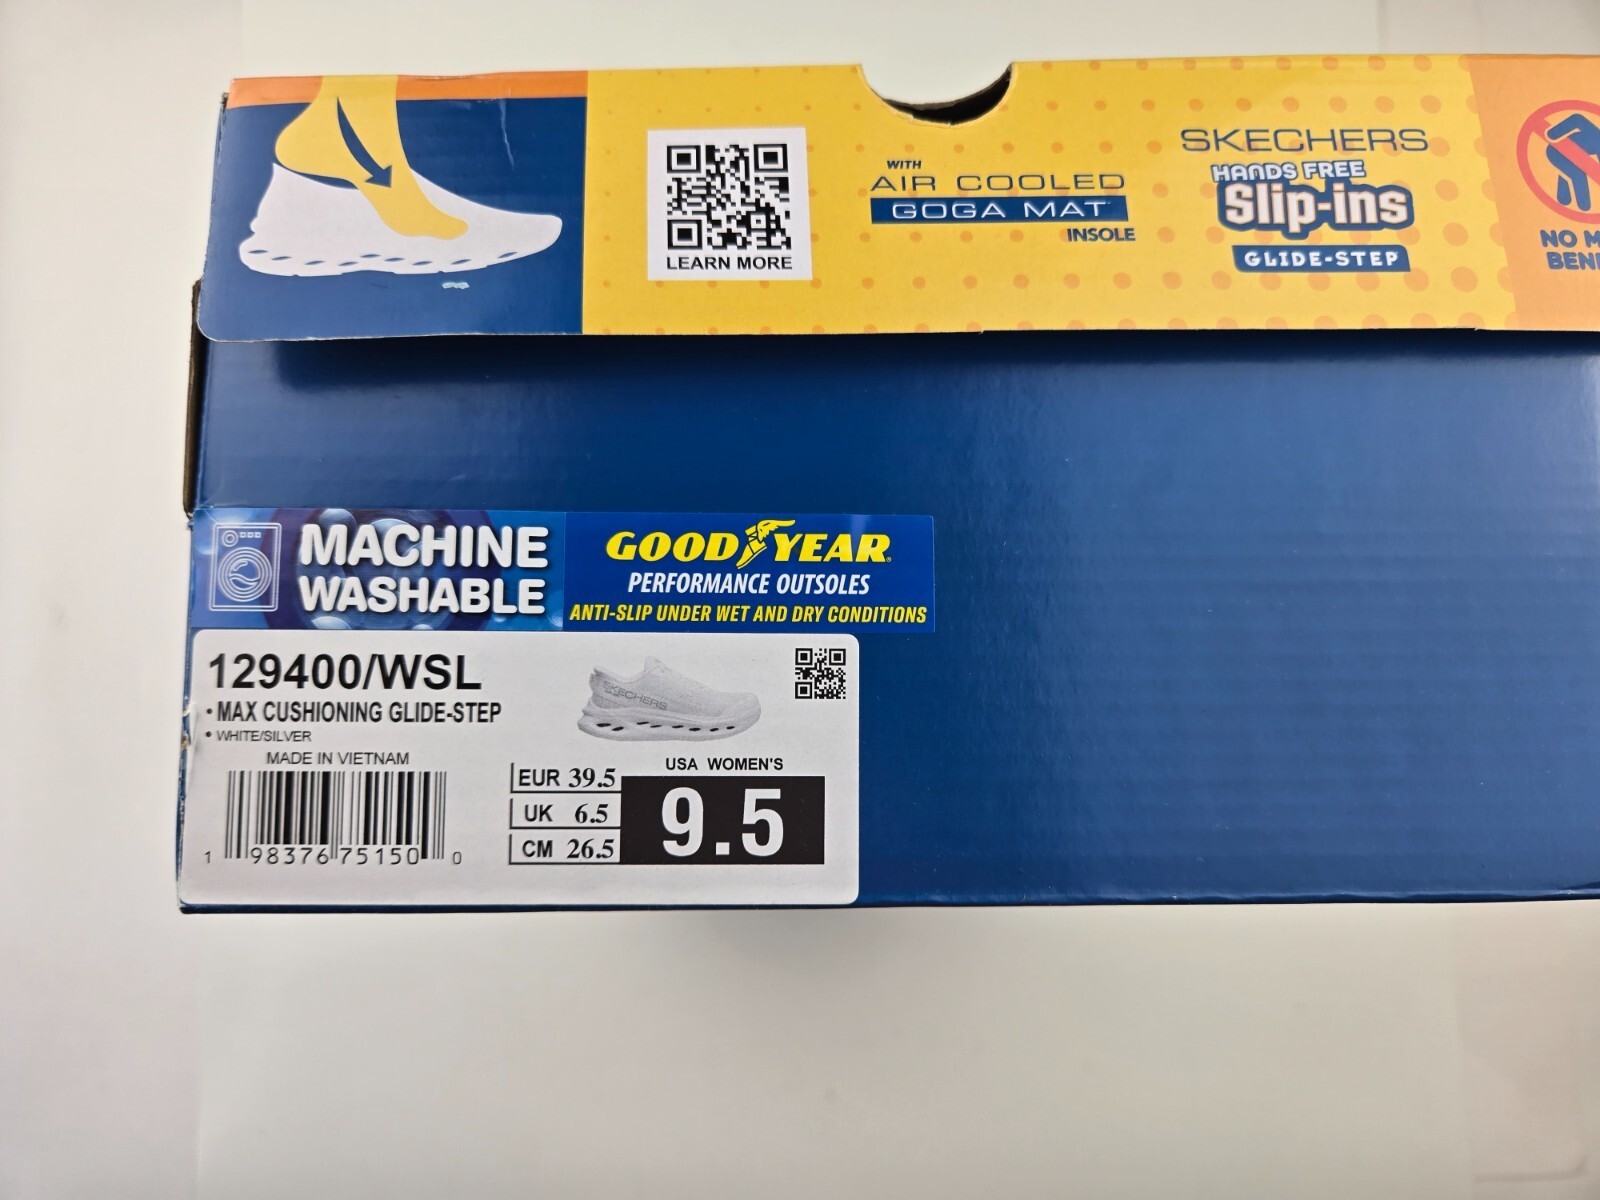 WITH
AIR COOLED
GOGA MAT
INSOLE
LEARN MORE
SKECHERS
HANDS FREE
Slip-ins
GLIDE-STEP
NO
MACHINE
WASHABLE
GOODYEAR
PERFORMANCE OUTSOLES
ANTI-SLIP UNDER WET AND DRY CONDITIONS
129400/WSL
• MAX CUSHIONING GLIDE-STEP
• WHITE/SILVER
MADE IN VIETNAM
1 98376 75150 0
SKECHERS
EUR 39.5
UK 6.5
CM 26.5
USA WOMEN'S
9.5